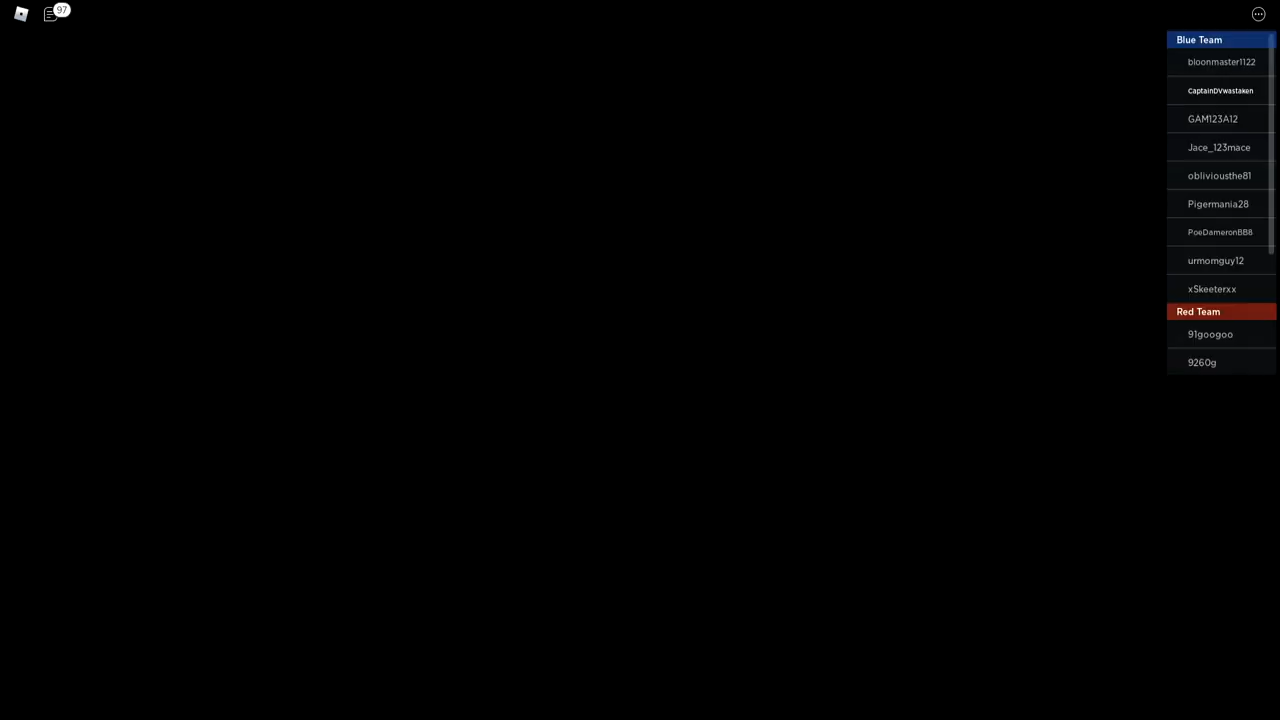 97
Blue Team
bloonmaster1122
CaptainDVwastaken
GAM123A12
Jace_123mace
obliviousthe81
Pigermania28
PoeDameronBB8
urmomguy12
xSkeeterxx
Red Team
91googoo
9260g